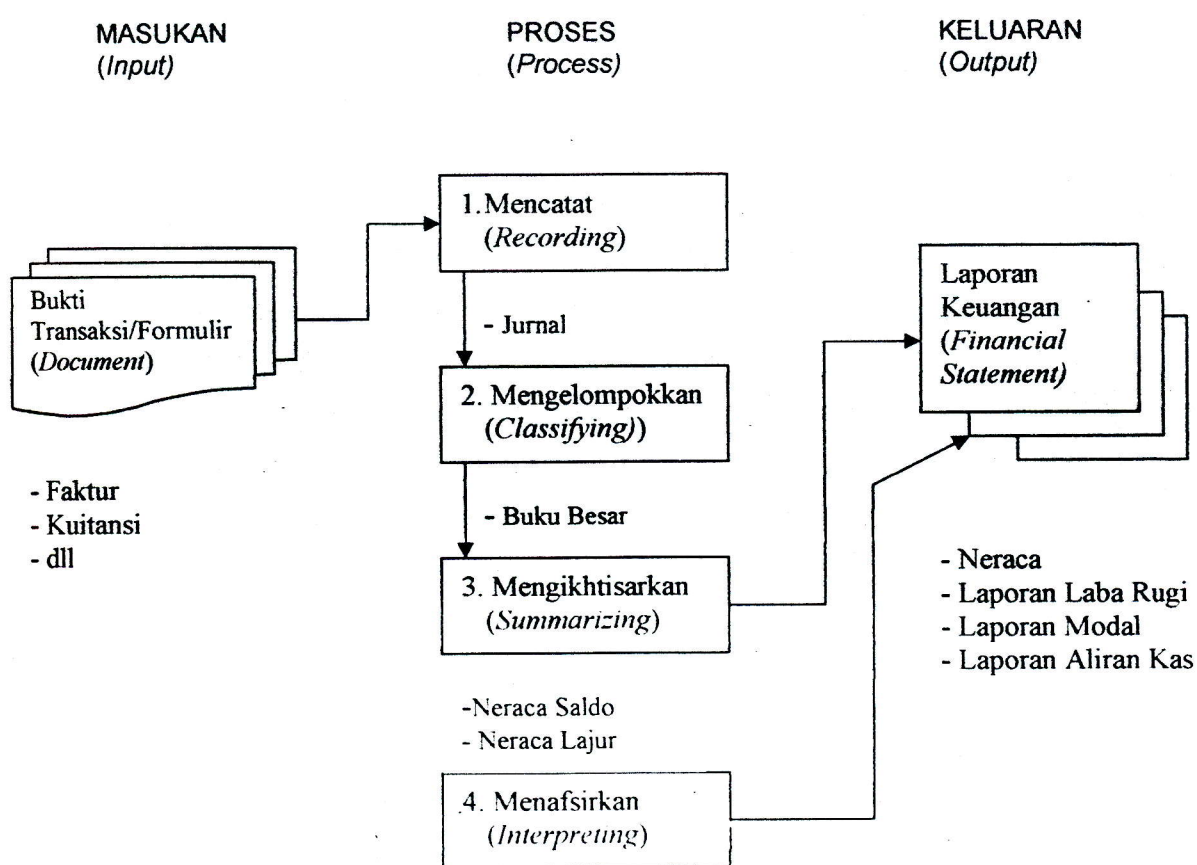 MASUKAN
(Input)
PROSES
(Process)
KELUARAN
(Output)
Bukti
Transaksi/Formulir
(Document)
- Faktur
- Kuitansi
- dll
1.Mencatat
(Recording)
- Jurnal
2. Mengelompokkan
(Classifying))
- Buku Besar
3. Mengikhtisarkan
(Summarizing)
-Neraca Saldo
- Neraca Lajur
4. Menafsirkan
(Interpreting)
Laporan
Keuangan
(Financial
Statement)
- Neraca
- Laporan Laba Rugi
- Laporan Modal
- Laporan Aliran Kas